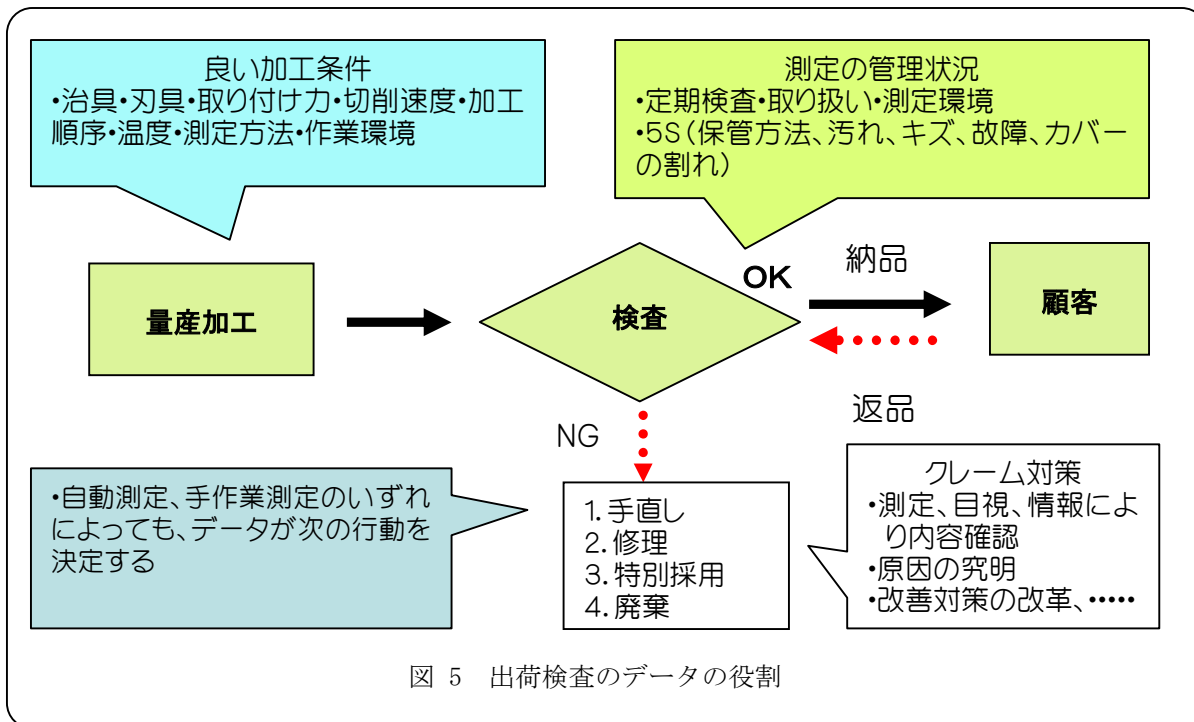 良い加工条件
・治具・刃具・取り付け力・切削速度・加工
順序・温度・測定方法・作業環境
測定の管理状況
・定期検査・取り扱い・測定環境
・5S(保管方法、汚れ、キズ、故障、カバー
の割れ)
量産加工
検査
OK
納品
顧客
返品
NG
・自動測定、手作業測定のいずれ
によっても、データが次の行動を
決定する
1.手直し
2.修理
3.特別採用
4.廃棄
クレーム対策
・測定、目視、情報によ
り内容確認
・原因の究明
・改善対策の改革、・・・・・
図 5 出荷検査のデータの役割